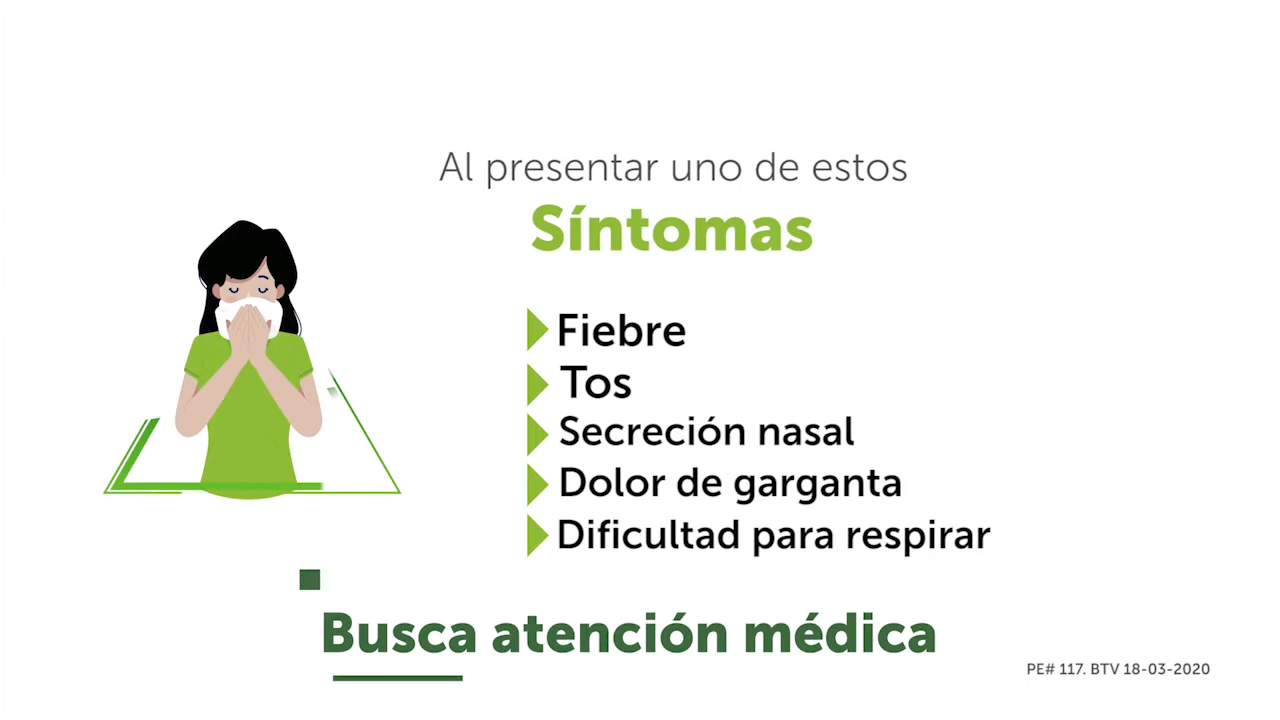 Al presentar uno de estos
Síntomas
Fiebre
Tos
Secreción nasal
Dolor de garganta
Dificultad para respirar
Busca atención médica
PE# 117. BTV 18-03-2020